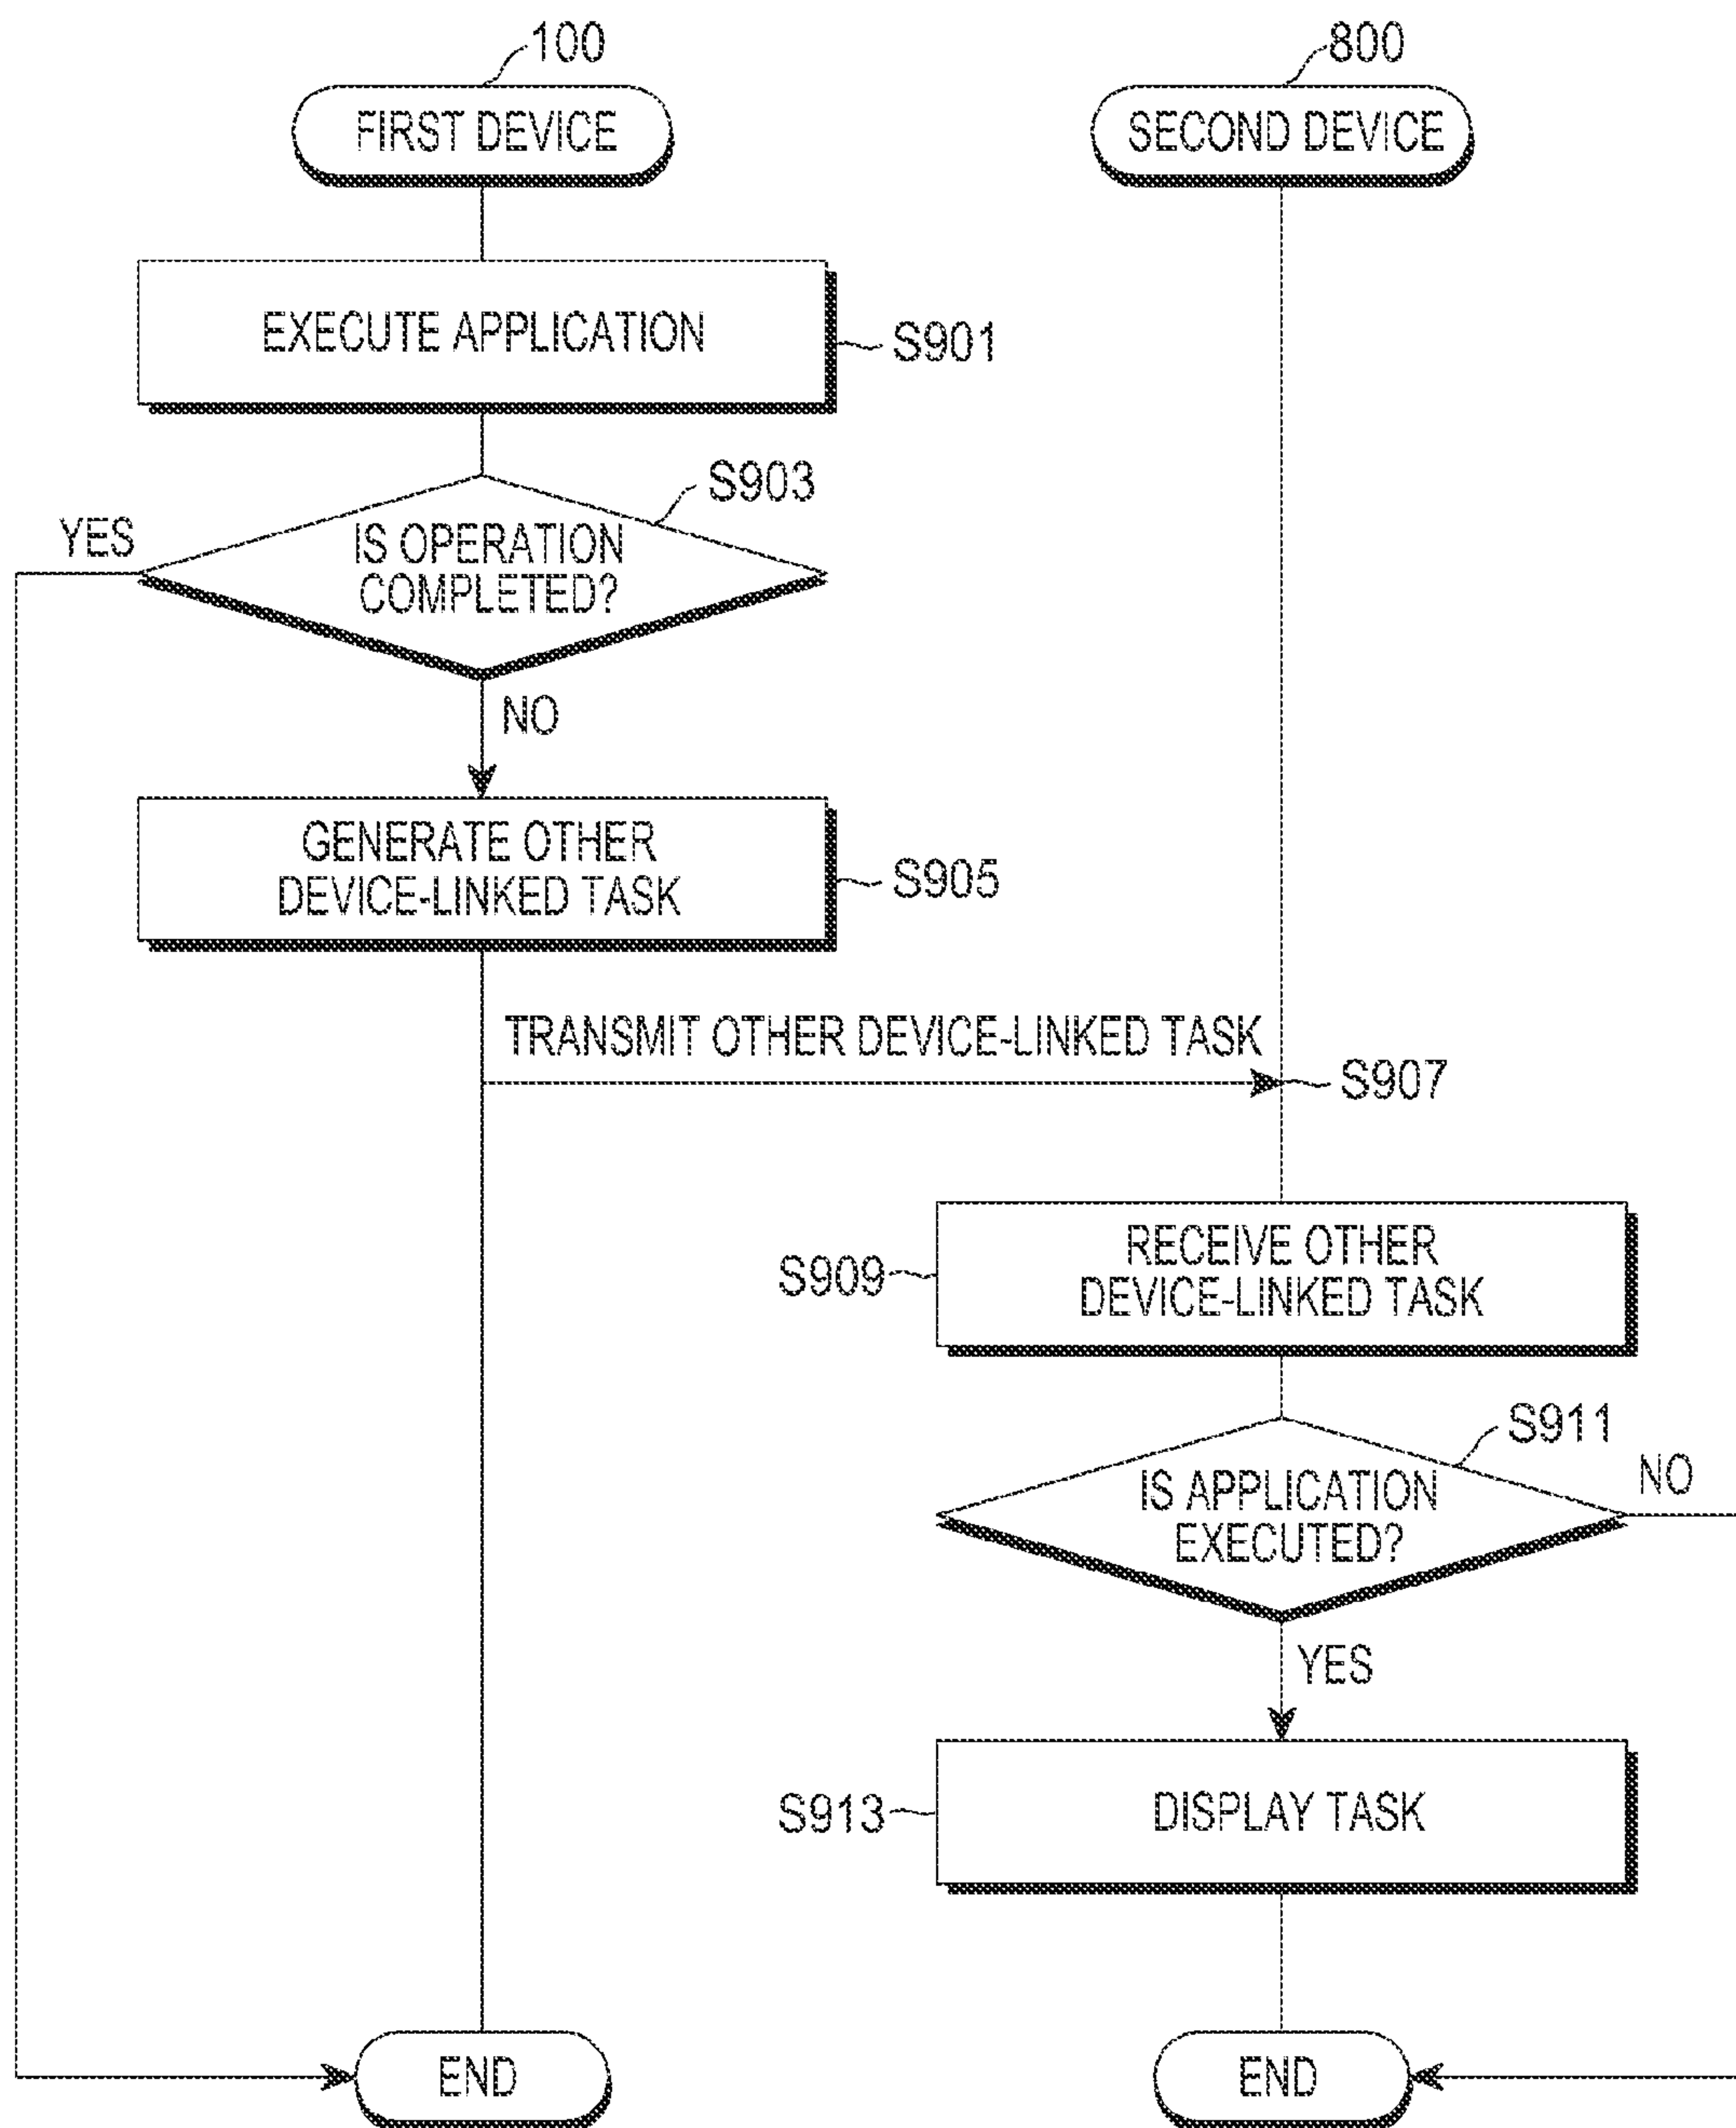 100
800
FIRST DEVICE
SECOND DEVICE
EXECUTE APPLICATION
S901
S903
YES
IS OPERATION
COMPLETED?
NO
GENERATE OTHER
DEVICE-LINKED TASK
S905
TRANSMIT OTHER DEVICE-LINKED TASK
S907
RECEIVE OTHER
DEVICE-LINKED TASK
S909
S911
NO
IS APPLICATION
EXECUTED?
YES
DISPLAY TASK
S913
END
END